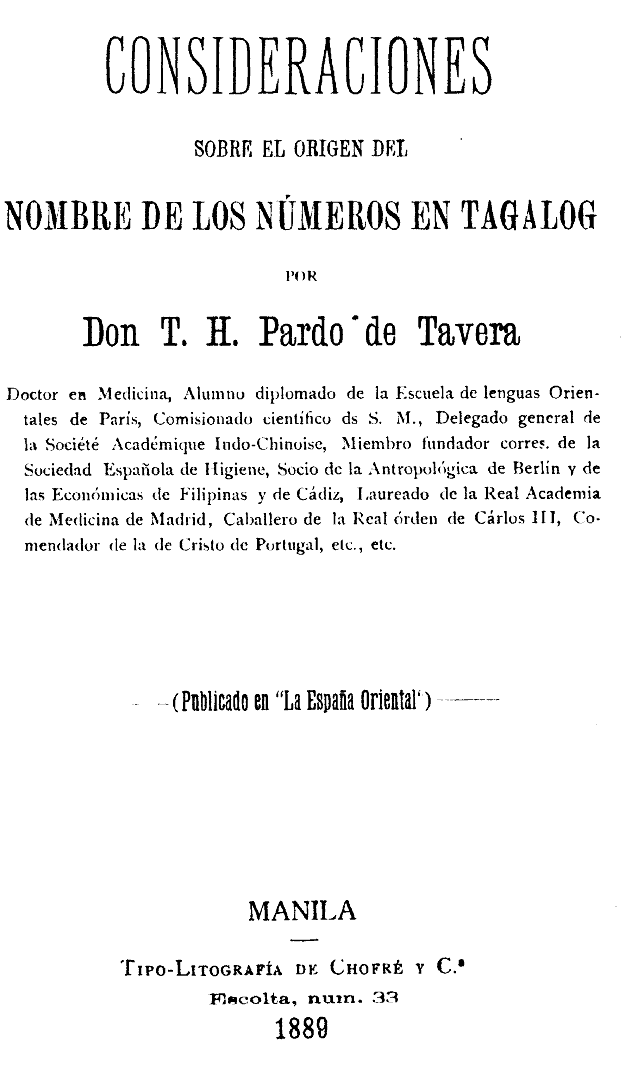 CONSIDERACIONES
SOBRE EL ORIGEN DEL
NOMBRE DE LOS NÚMEROS EN TAGALOG
POR
Don T. H. Pardo de Tavera
Doctor en Medicina, Alumno diplomado de la Escuela de lenguas Orien-
tales de París, Comisionado científico ds S. M., Delegado general de
la Société Académique Indo-Chinoise, Miembro fundador corres. de la
Sociedad Española de Higiene, Socio de la Antropológica de Berlín y de
las Económicas de Filipinas y de Cádiz, Laureado de la Real Academia
de Medicina de Madrid, Caballero de la Real órden de Cárlos III, Co-
mendador de la de Cristo de Portugal, etc., etc.
(Publicado en "La España Oriental')
MANILA
TIPO-LITOGRAFÍA DE CHOFRÉ Y C.ª
Escolta, num. 33
1889